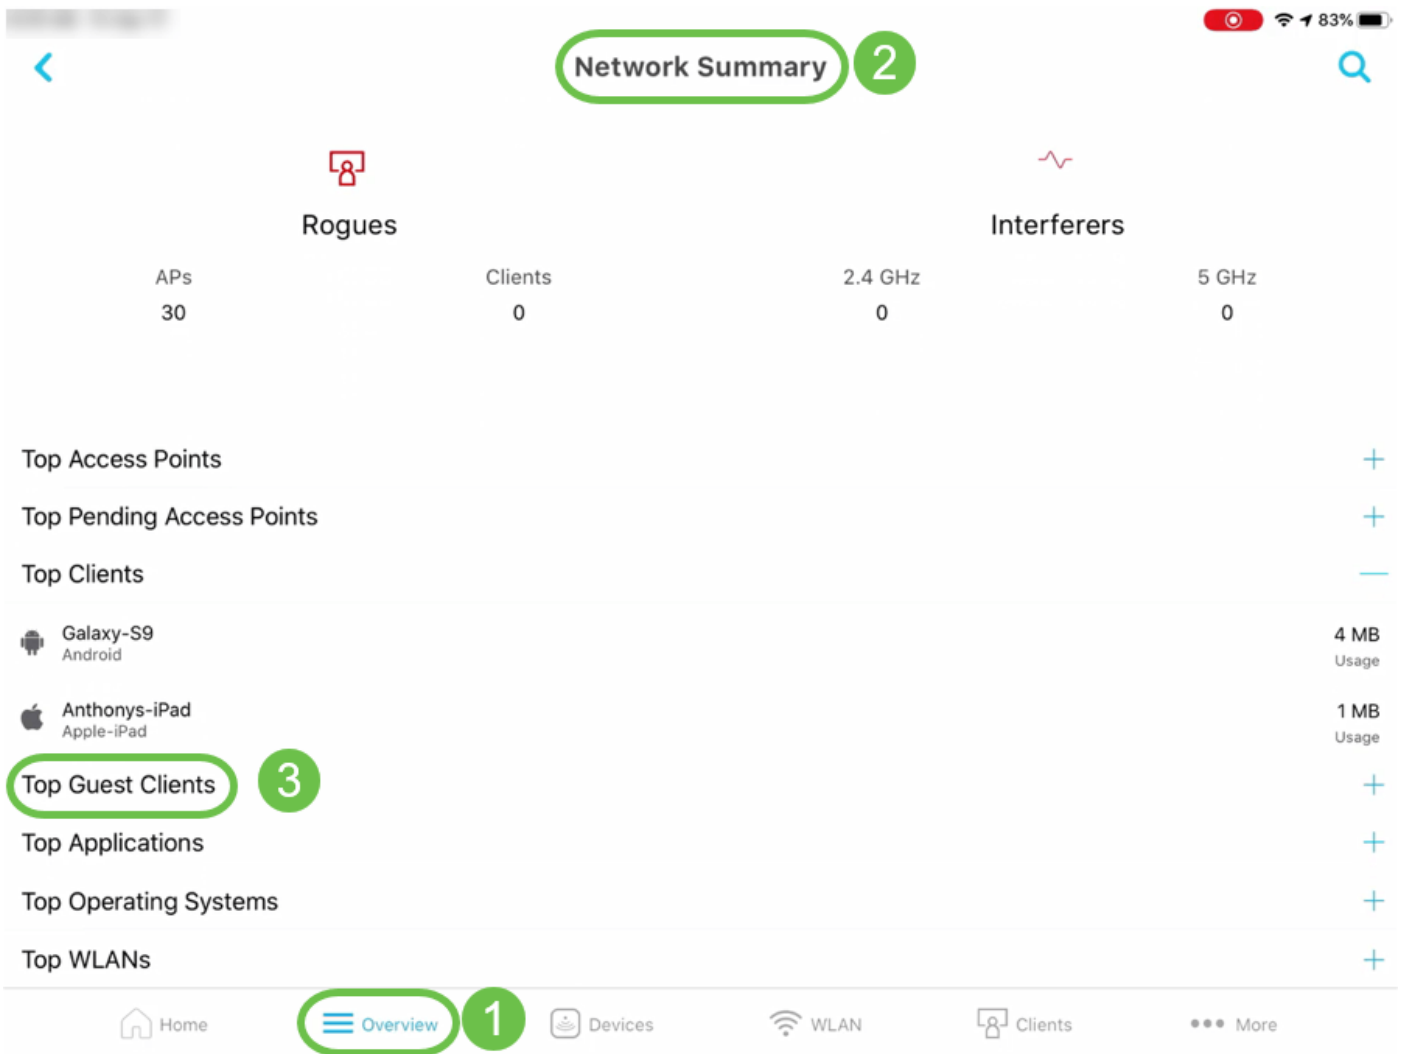 83%
Network Summary 2
Rogues
Interferers
APs Clients 2.4 GHz 5 GHz
30 0 0 0
Top Access Points
Top Pending Access Points
Top Clients
Galaxy-S9 4 MB
Android Usage
Anthonys-iPad 1 MB
Apple-iPad Usage
Top Guest Clients 3
Top Applications
Top Operating Systems
Top WLANs
Home Overview 1 Devices WLAN Clients More